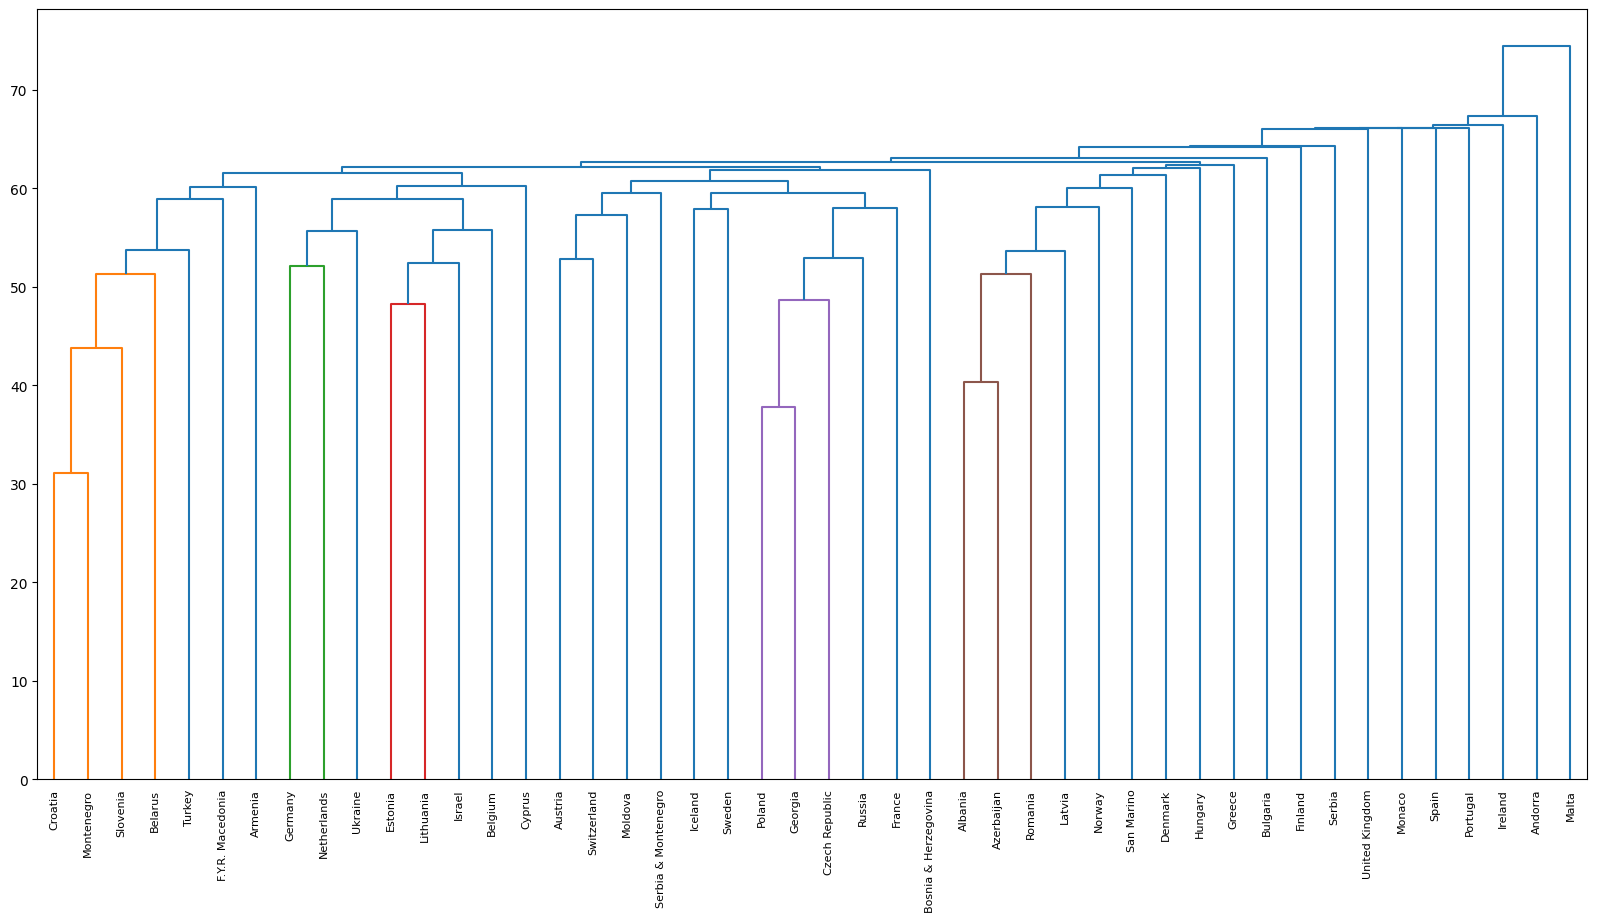 70
60
50
40
30
20
10
0
Croatia
Montenegro
Slovenia
Belarus
Turkey
F.Y.R. Macedonia
Armenia
Germany
Netherlands
Ukraine
Estonia
Lithuania
Israel
Belgium
Cyprus
Austria
Switzerland
Moldova
Serbia & Montenegro
Iceland
Sweden
Poland
Georgia
Czech Republic
Russia
France
Bosnia & Herzegovina
Albania
Azerbaijan
Romania
Latvia
Norway
San Marino
Denmark
Hungary
Greece
Bulgaria
Finland
Serbia
United Kingdom
Monaco
Spain
Portugal
Ireland
Andorra
Malta